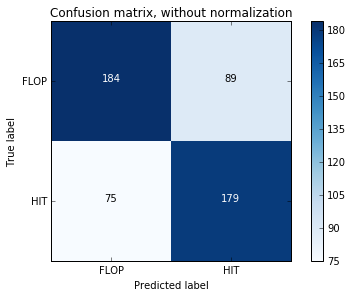 Confusion matrix, without normalization
True label
FLOP
184
89
HIT
75
179
FLOP
HIT
Predicted label
180
165
150
135
120
105
90
75